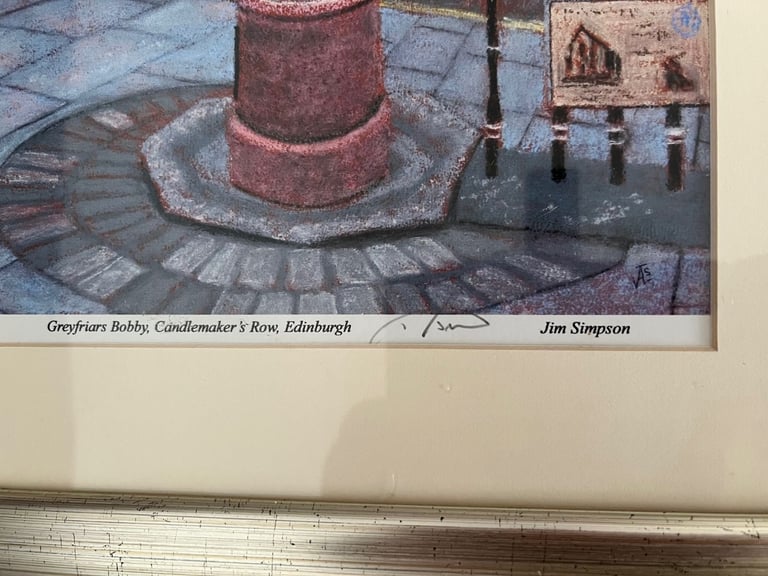 Greyfriars Bobby, Candlemaker's Row, Edinburgh
Jim Simpson